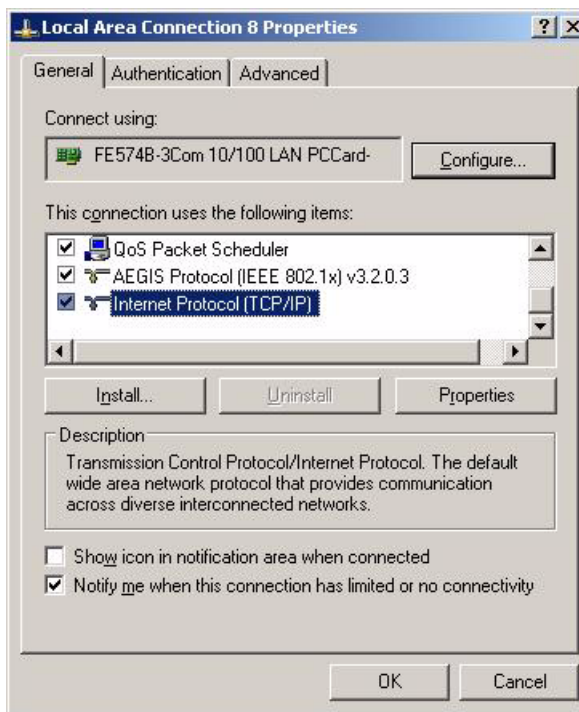 Local Area Connection 8 Properties
General Authentication Advanced
Connect using:
FE574B-3Com 10/100 LAN PCCard-
Configure...
This connection uses the following items:
QoS Packet Scheduler
AEGIS Protocol (IEEE 802.1x) v3.2.0.3
Internet Protocol (TCP/IP)
Install... Uninstall Properties
Description
Transmission Control Protocol/Internet Protocol. The default
wide area network protocol that provides communication
across diverse interconnected networks.
Show icon in notification area when connected
Notify me when this connection has limited or no connectivity
OK Cancel